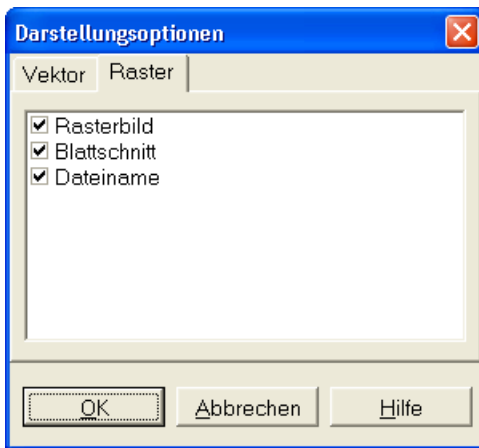 Darstellungsoptionen
Vektor Raster
Rasterbild
Blattschnitt
Dateiname
OK Abbrechen Hilfe